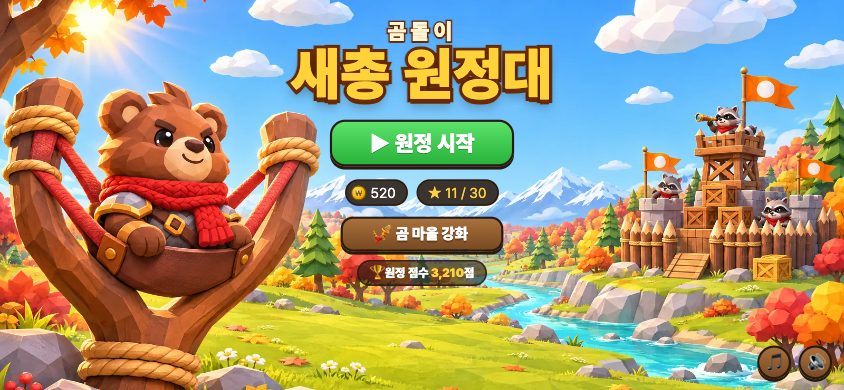 곰돌이
새총 원정대
▶ 원정 시작
₩ 520
★ 11 / 30
곰 마을 강화
원정 점수 3,210점